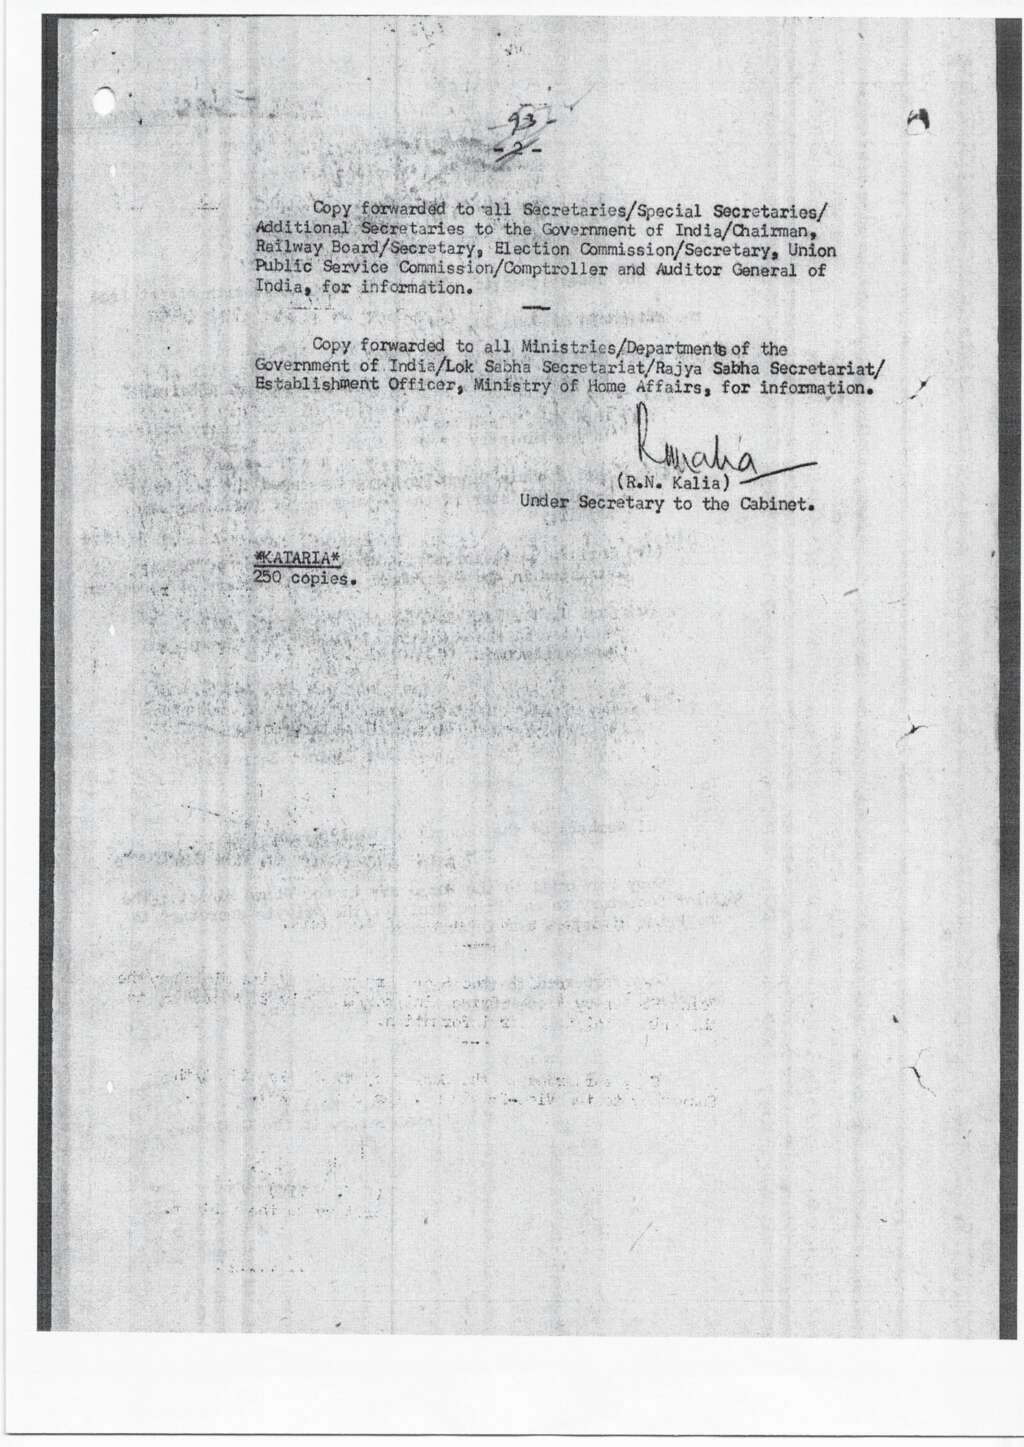 - 93 -
- 2 -
Copy forwarded to all Secretaries/Special Secretaries/
Additional Secretaries to the Government of India/Chairman,
Railway Board/Secretary, Election Commission/Secretary, Union
Public Service Commission/Comptroller and Auditor General of
India, for information.
Copy forwarded to all Ministries/Departments of the
Government of India/Lok Sabha Secretariat/Rajya Sabha Secretariat/
Establishment Officer, Ministry of Home Affairs, for information.
(R.N. Kalia)
Under Secretary to the Cabinet.
*KATARIA*
250 copies.